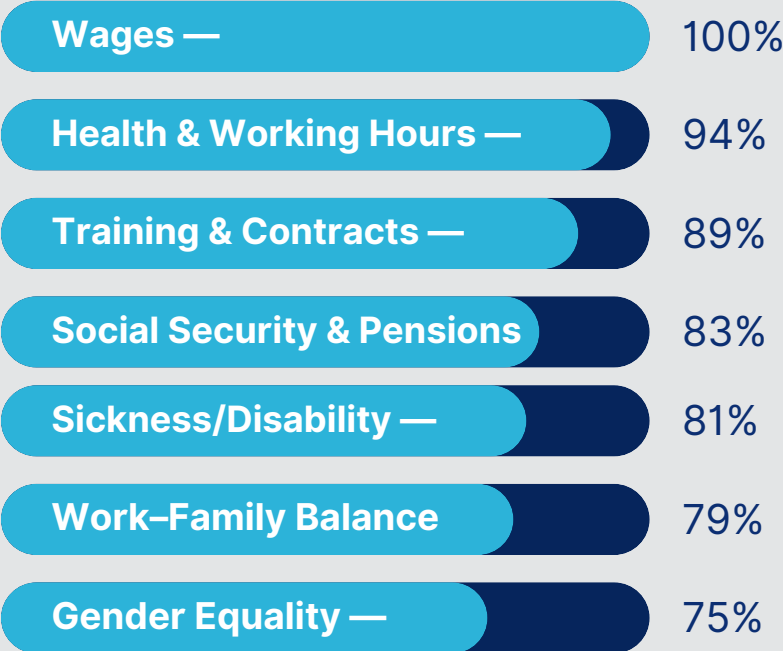 Wages — 100%
Health & Working Hours — 94%
Training & Contracts — 89%
Social Security & Pensions 83%
Sickness/Disability — 81%
Work–Family Balance 79%
Gender Equality — 75%